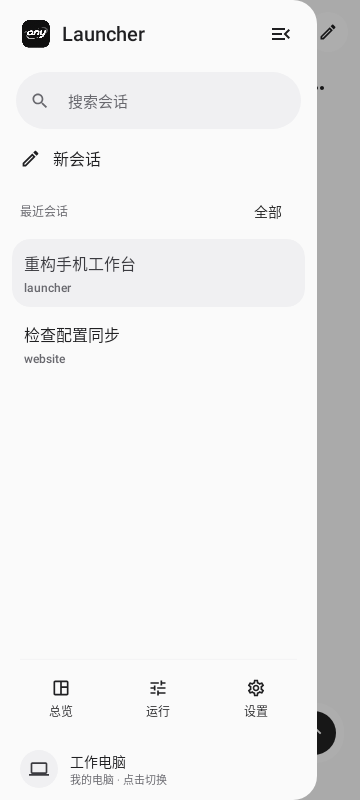 any
Launcher
搜索会话
新会话
最近会话
全部
重构手机工作台
launcher
检查配置同步
website
总览
运行
设置
工作电脑
我的电脑 · 点击切换